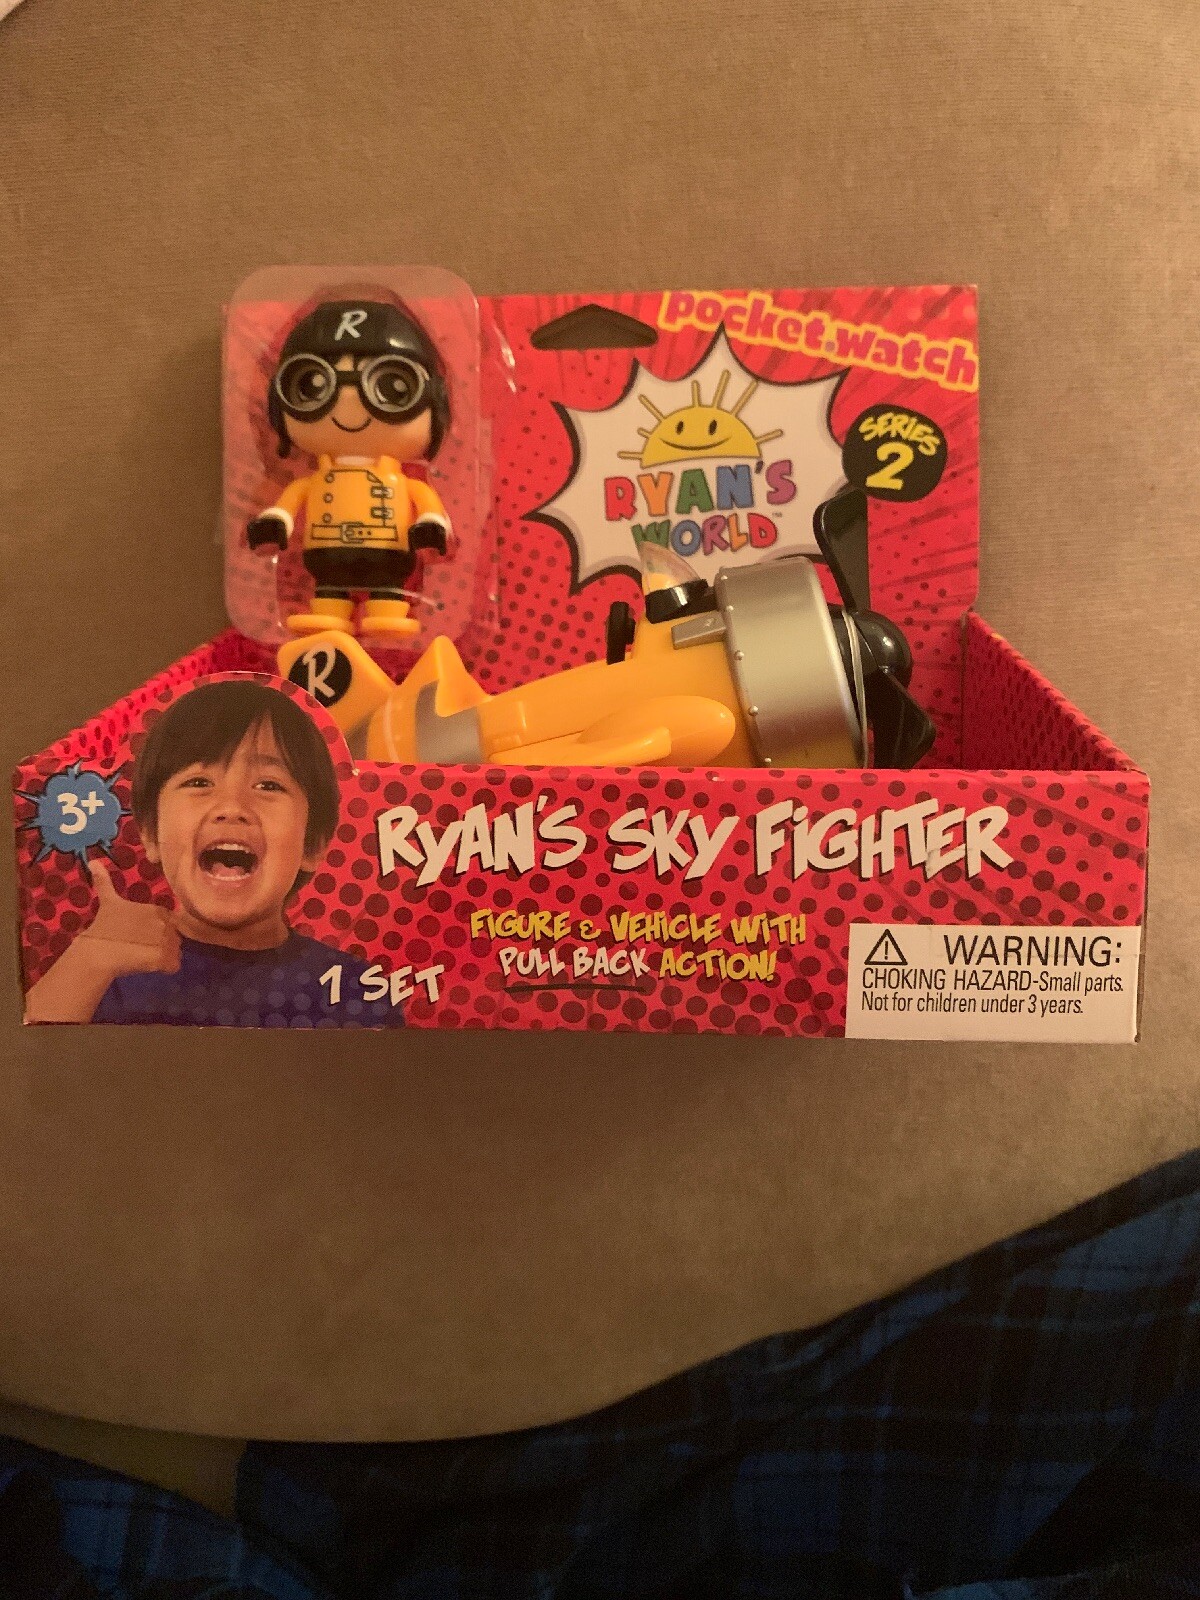 R
pocket.watch
SERIES
2
RYAN'S
WORLD™
R
3+
RYAN'S SKY FIGHTER
FIGURE & VEHICLE WITH
PULL BACK ACTION!
1 SET
⚠ WARNING:
CHOKING HAZARD-Small parts.
Not for children under 3 years.